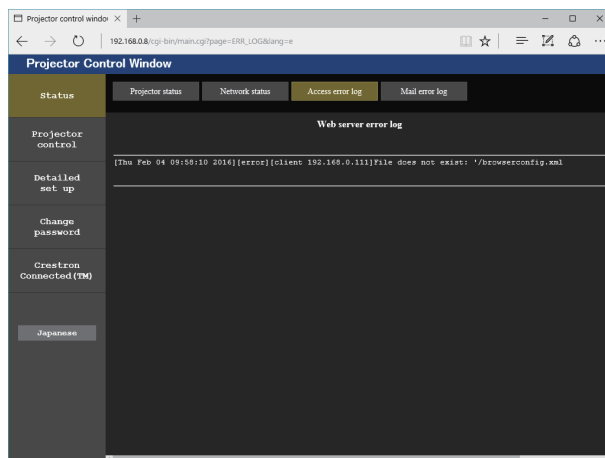 Projector control windo
192.168.0.8/cgi-bin/main.cgi?page=ERR_LOG&lang=e
Projector Control Window
Status
Projector status
Network status
Access error log
Mail error log
Web server error log
[Thu Feb 04 09:58:10 2016][error][client 192.168.0.111]File does not exist: '/browserconfig.xml
Projector
control
Detailed
set up
Change
password
Crestron
Connected(TM)
Japanese